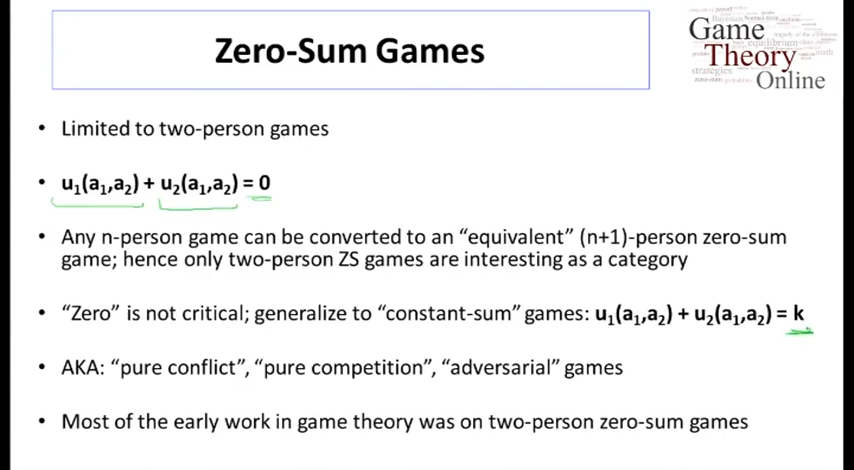 Zero-Sum Games
Game
Theory
Online
equilibrium
strategies
zero-sum
• Limited to two-person games
• u₁(a₁,a₂) + u₂(a₁,a₂) = 0
• Any n-person game can be converted to an “equivalent” (n+1)-person zero-sum
game; hence only two-person ZS games are interesting as a category
• “Zero” is not critical; generalize to “constant-sum” games: u₁(a₁,a₂) + u₂(a₁,a₂) = k
• AKA: “pure conflict”, “pure competition”, “adversarial” games
• Most of the early work in game theory was on two-person zero-sum games